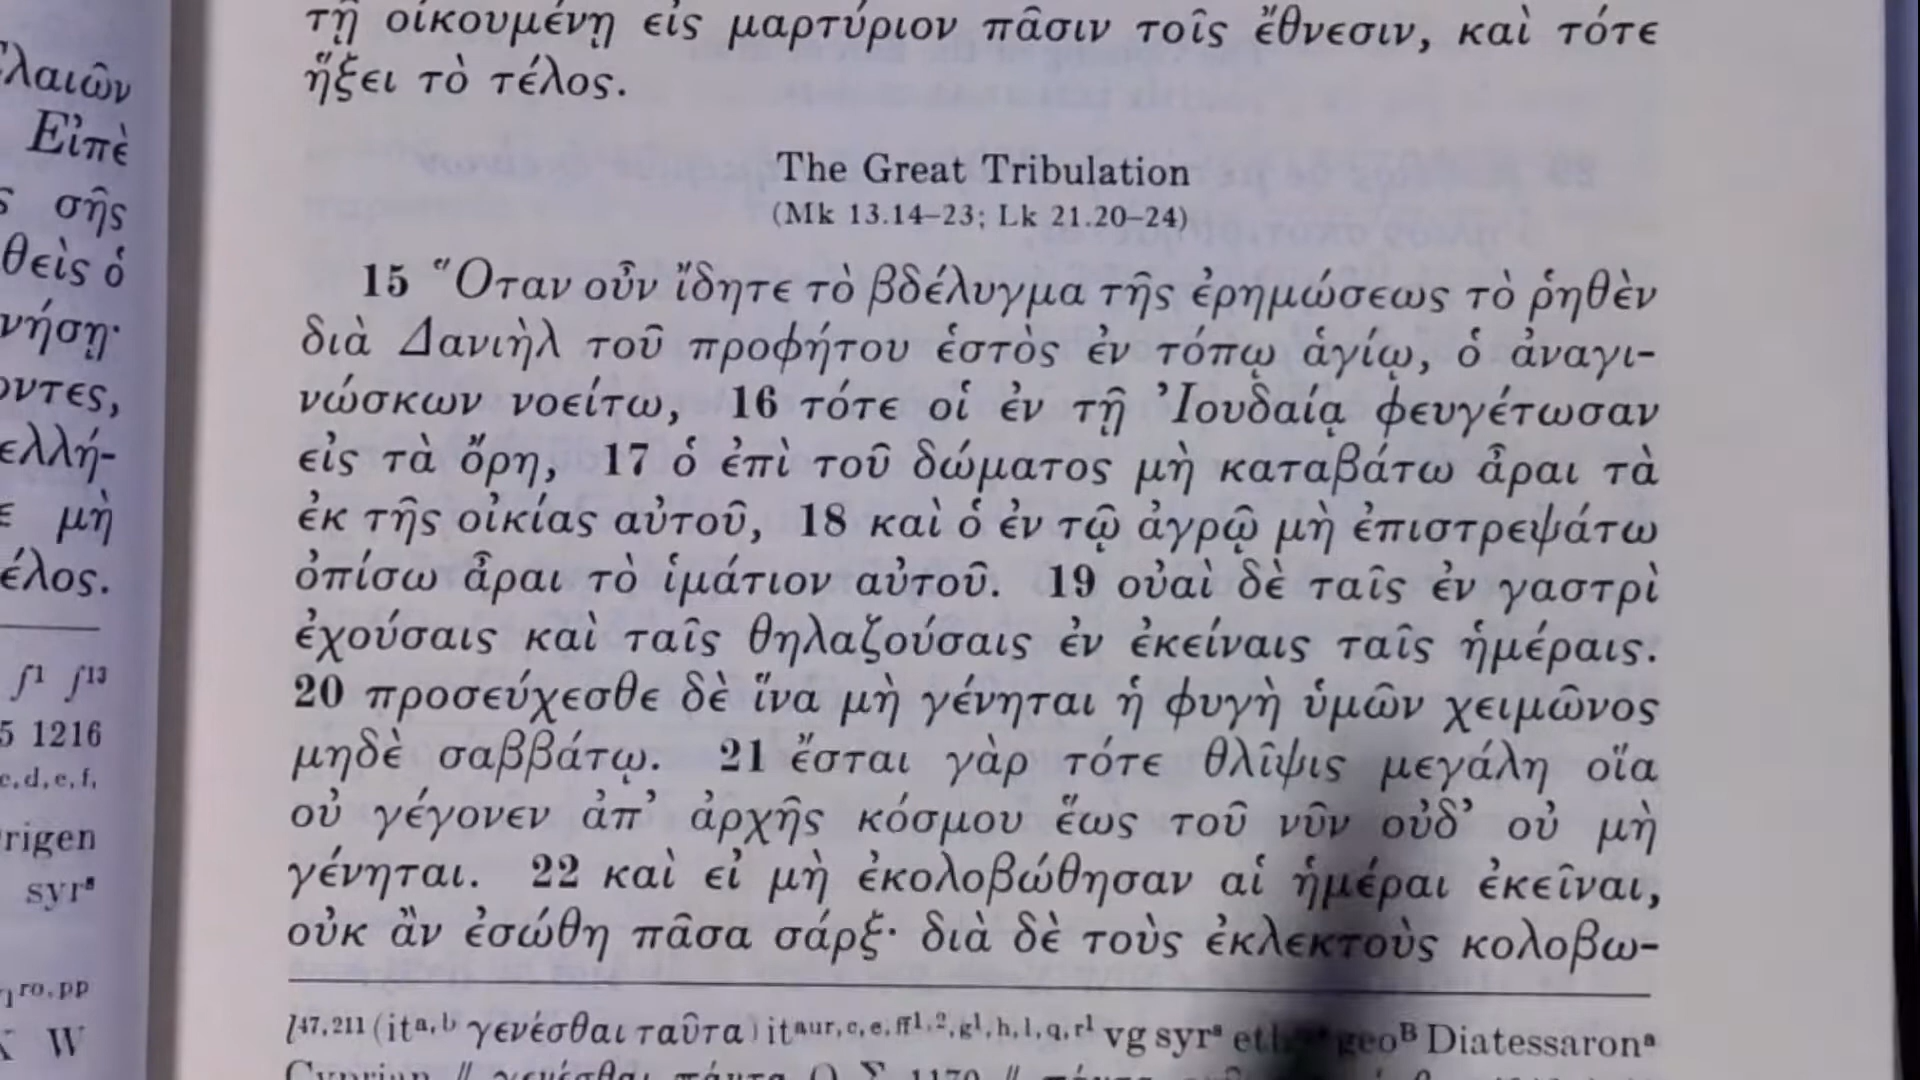 λαιῶν
Εἰπὲ
ς σῆς
θεὶς ὁ
νήσῃ·
οντες,
ελλή-
ε μὴ
έλος.
f¹ f¹³
5 1216
c,d,e,f,
rigen
syrˢ
ro,pp
X W
τῇ οἰκουμένῃ εἰς μαρτύριον πᾶσιν τοῖς ἔθνεσιν, καὶ τότε
ἥξει τὸ τέλος.
The Great Tribulation
(Mk 13.14–23; Lk 21.20–24)
15 “Ὅταν οὖν ἴδητε τὸ βδέλυγμα τῆς ἐρημώσεως τὸ ῥηθὲν
διὰ Δανιὴλ τοῦ προφήτου ἑστὸς ἐν τόπῳ ἁγίῳ, ὁ ἀναγι-
νώσκων νοείτω, 16 τότε οἱ ἐν τῇ Ἰουδαίᾳ φευγέτωσαν
εἰς τὰ ὄρη, 17 ὁ ἐπὶ τοῦ δώματος μὴ καταβάτω ἆραι τὰ
ἐκ τῆς οἰκίας αὐτοῦ, 18 καὶ ὁ ἐν τῷ ἀγρῷ μὴ ἐπιστρεψάτω
ὀπίσω ἆραι τὸ ἱμάτιον αὐτοῦ. 19 οὐαὶ δὲ ταῖς ἐν γαστρὶ
ἐχούσαις καὶ ταῖς θηλαζούσαις ἐν ἐκείναις ταῖς ἡμέραις.
20 προσεύχεσθε δὲ ἵνα μὴ γένηται ἡ φυγὴ ὑμῶν χειμῶνος
μηδὲ σαββάτῳ. 21 ἔσται γὰρ τότε θλῖψις μεγάλη οἵα
οὐ γέγονεν ἀπ’ ἀρχῆς κόσμου ἕως τοῦ νῦν οὐδ’ οὐ μὴ
γένηται. 22 καὶ εἰ μὴ ἐκολοβώθησαν αἱ ἡμέραι ἐκεῖναι,
οὐκ ἂν ἐσώθη πᾶσα σάρξ· διὰ δὲ τοὺς ἐκλεκτοὺς κολοβω-
l⁴⁷,²¹¹ (itᵃ,ᵇ γενέσθαι ταῦτα) itaur,c,e,ff¹,²,g¹,h,l,q,r¹ vg syrˢ geoᴮ Diatessaronᵃ
Cyprian // γενέσθαι πάντα O Σ 1170 //